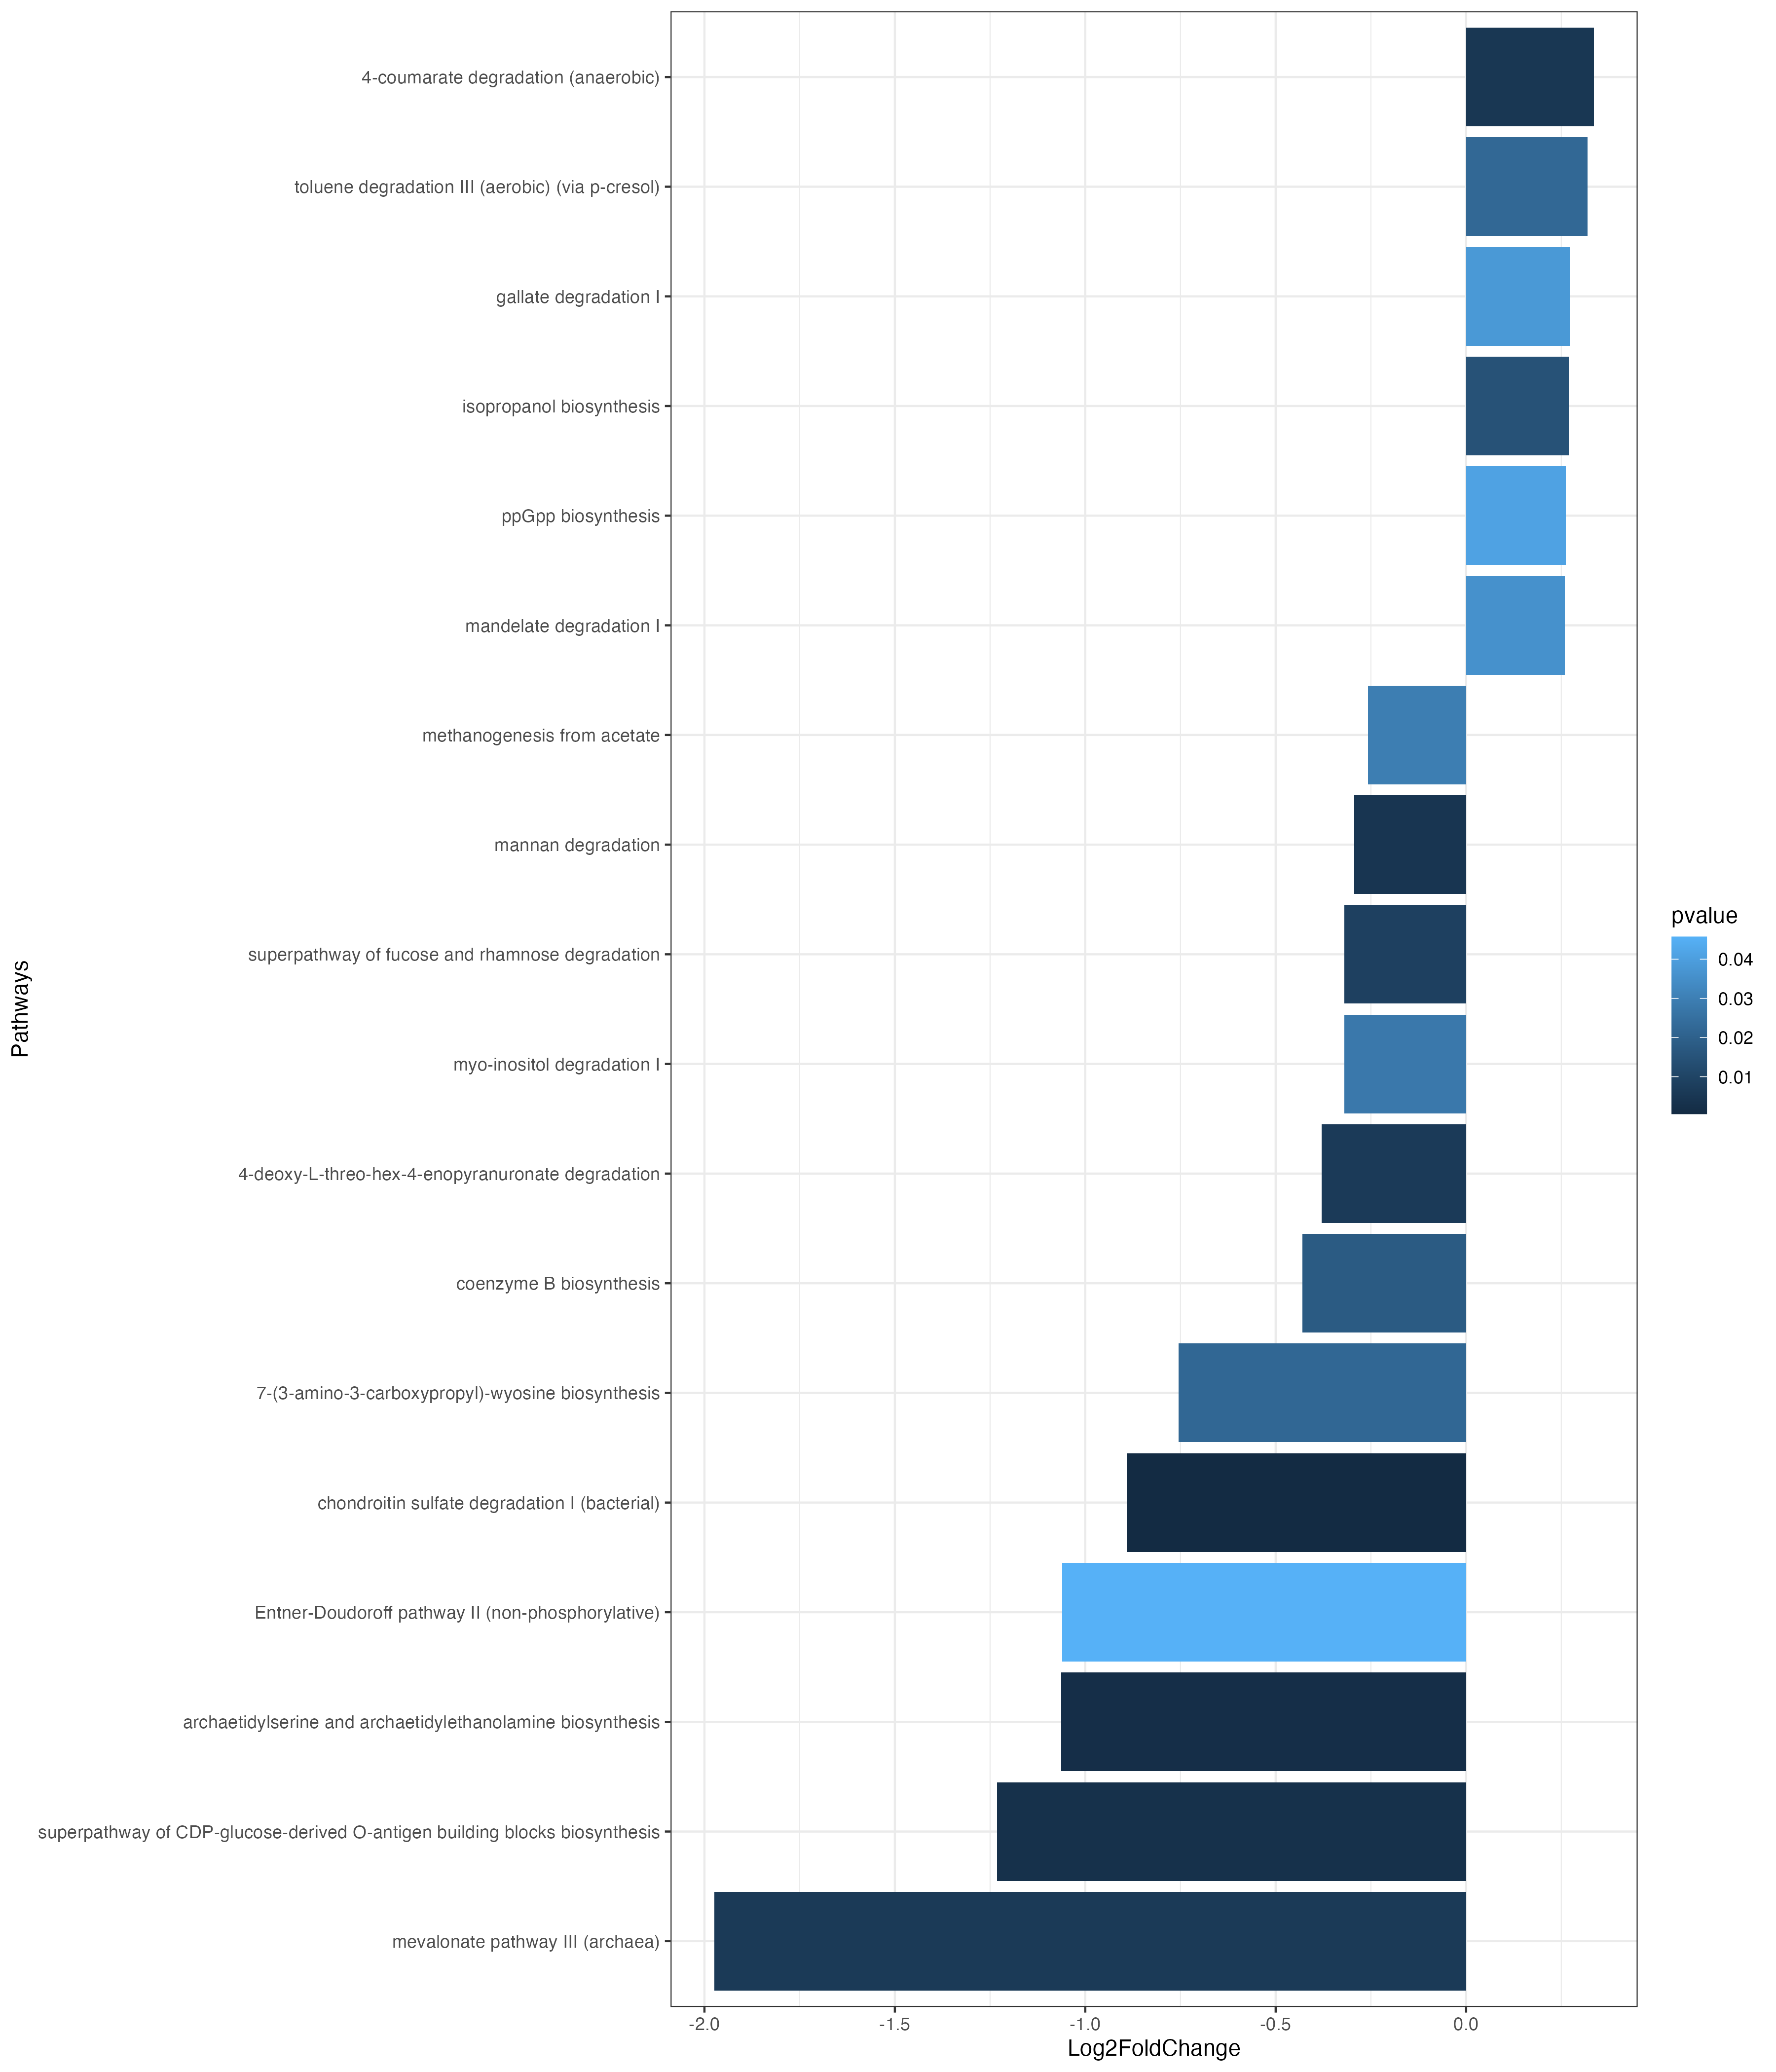 4-coumarate degradation (anaerobic)
toluene degradation III (aerobic) (via p-cresol)
gallate degradation I
isopropanol biosynthesis
ppGpp biosynthesis
mandelate degradation I
methanogenesis from acetate
mannan degradation
superpathway of fucose and rhamnose degradation
myo-inositol degradation I
4-deoxy-L-threo-hex-4-enopyranuronate degradation
coenzyme B biosynthesis
7-(3-amino-3-carboxypropyl)-wyosine biosynthesis
chondroitin sulfate degradation I (bacterial)
Entner-Doudoroff pathway II (non-phosphorylative)
archaetidylserine and archaetidylethanolamine biosynthesis
superpathway of CDP-glucose-derived O-antigen building blocks biosynthesis
mevalonate pathway III (archaea)
Pathways
-2.0 -1.5 -1.0 -0.5 0.0
Log2FoldChange
pvalue
0.04
0.03
0.02
0.01